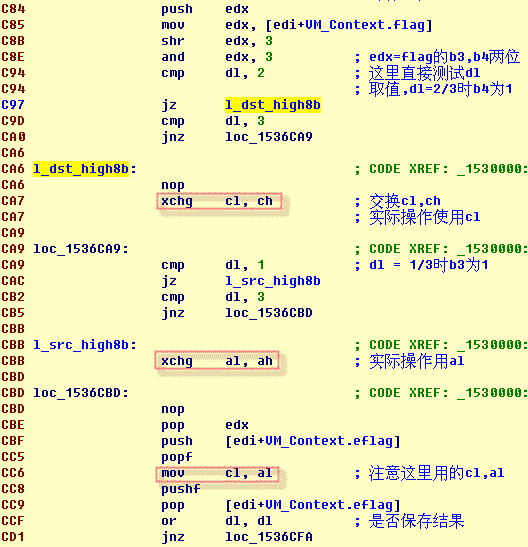 C84 push edx
C85 mov edx, [edi+VM_Context.flag]
C8B shr edx, 3
C8E and edx, 3 ; edx=flag的b3,b4两位
C94 cmp dl, 2 ; 这里直接测试dl
C94 ; 取值,dl=2/3时b4为1
C97 jz l_dst_high8b
C9D cmp dl, 3
CA0 jnz loc_1536CA9
CA6
CA6 l_dst_high8b: ; CODE XREF: _1530000:
CA6 nop
CA7 xchg cl, ch ; 交换cl,ch
CA7 ; 实际操作使用cl
CA9
CA9 loc_1536CA9: ; CODE XREF: _1530000:
CA9 cmp dl, 1 ; dl = 1/3时b3为1
CAC jz l_src_high8b
CB2 cmp dl, 3
CB5 jnz loc_1536CBD
CBB
CBB l_src_high8b: ; CODE XREF: _1530000:
CBB xchg al, ah ; 实际操作用al
CBD
CBD loc_1536CBD: ; CODE XREF: _1530000:
CBD nop
CBE pop edx
CBF push [edi+VM_Context.eflag]
CC5 popf
CC6 mov cl, al ; 注意这里用的cl,al
CC8 pushf
CC9 pop [edi+VM_Context.eflag]
CCF or dl, dl ; 是否保存结果
CD1 jnz loc_1536CFA